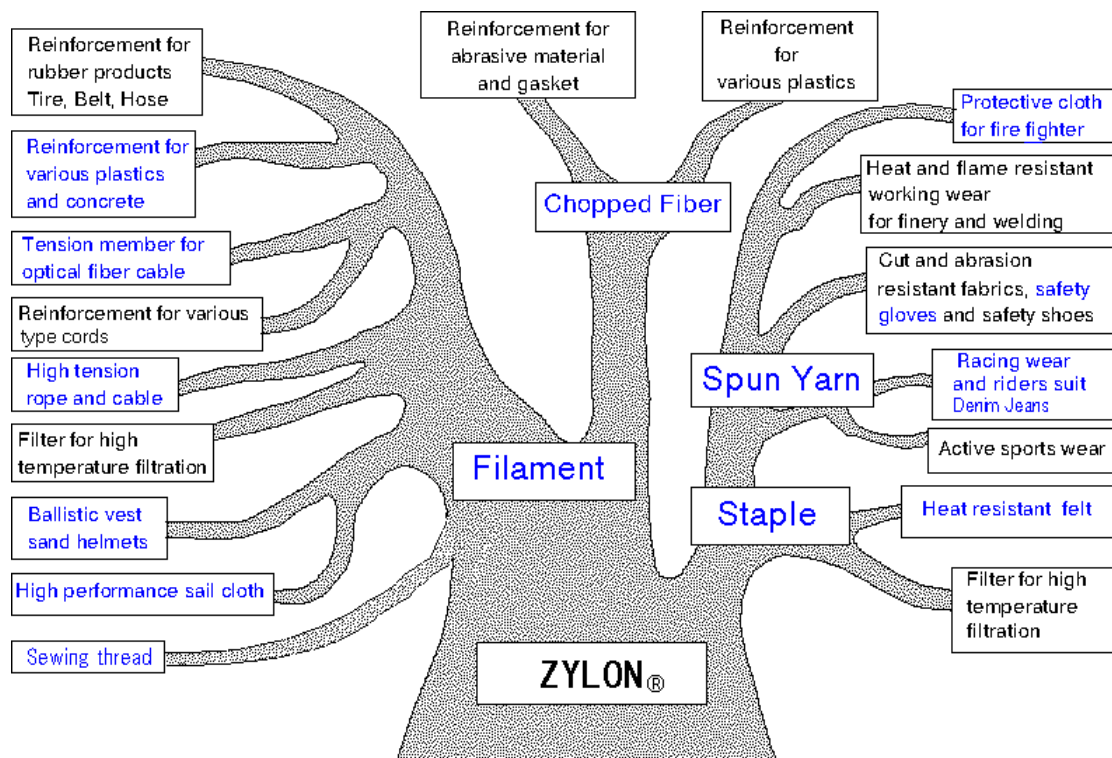 Reinforcement for
rubber products
Tire, Belt, Hose
Reinforcement for
various plastics
and concrete
Tension member for
optical fiber cable
Reinforcement for various
type cords
High tension
rope and cable
Filter for high
temperature filtration
Ballistic vest
sand helmets
High performance sail cloth
Sewing thread
Reinforcement for
abrasive material
and gasket
Reinforcement
for
various plastics
Chopped Fiber
Filament
Protective cloth
for fire fighter
Heat and flame resistant
working wear
for finery and welding
Cut and abrasion
resistant fabrics, safety
gloves and safety shoes
Spun Yarn
Racing wear
and riders suit
Denim Jeans
Active sports wear
Staple
Heat resistant felt
Filter for high
temperature
filtration
ZYLON®